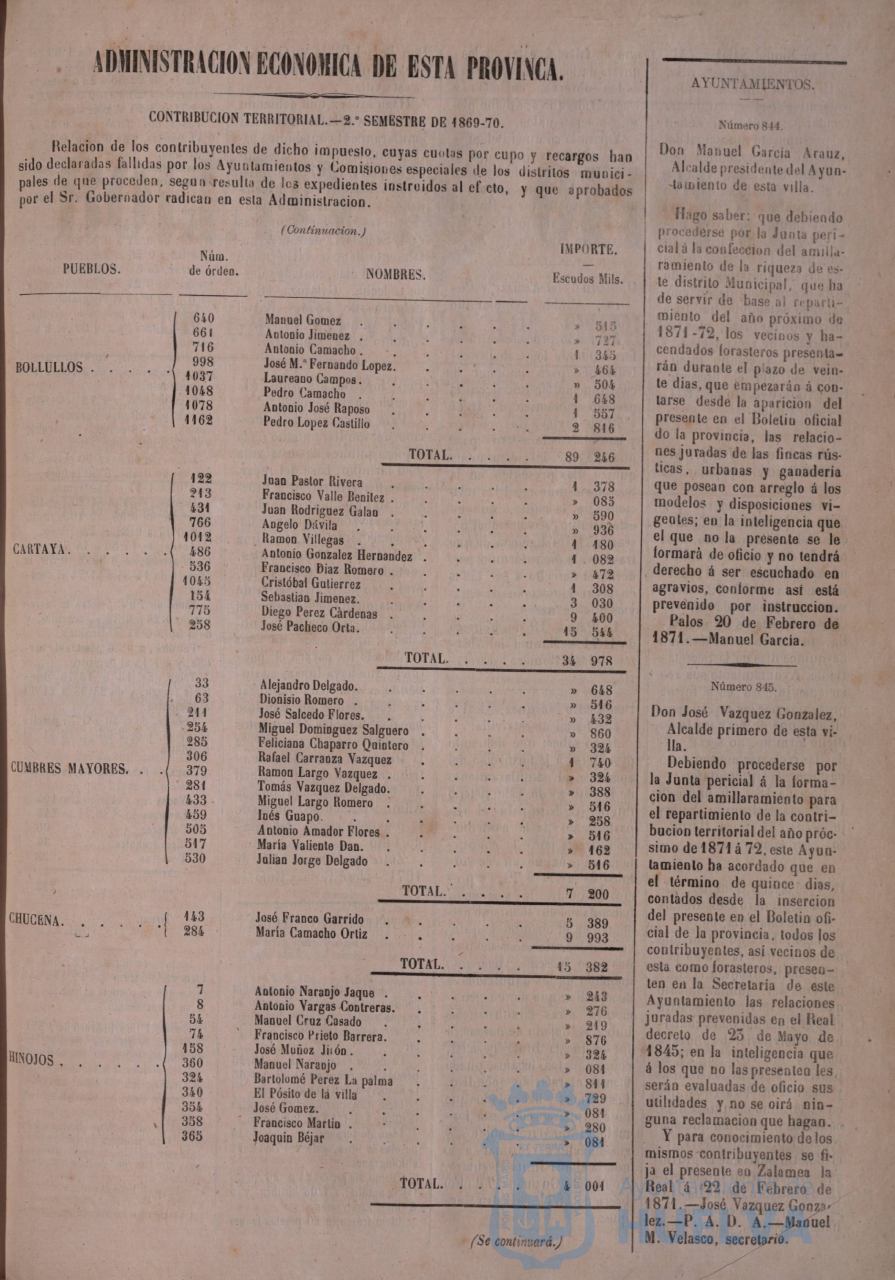 ADMINISTRACION ECONOMICA DE ESTA PROVINCA.
CONTRIBUCION TERRITORIAL.—2.º SEMESTRE DE 1869-70.
Relacion de los contribuyentes de dicho impuesto, cuyas cuotas por cupo y recargos han
sido declaradas fallidas por los Ayuntamientos y Comisiones especiales de los distritos munici-
pales de que proceden, segun resulta de los expedientes instruidos al ef cto, y que aprobados
por el Sr. Gobernador radican en esta Administracion.
(Continuacion.)
PUEBLOS. Núm. de órden. NOMBRES. IMPORTE. — Escudos Mils.
BOLLULLOS . . . . .
640 Manuel Gomez . . . . . . » 515
661 Antonio Jimenez . . . . . . » 727
716 Antonio Camacho . . . . . . 1 345
998 José M.ª Fernando Lopez. . . . . » 464
1037 Laureano Campos. . . . . . » 504
1048 Pedro Camacho . . . . . . 1 648
1078 Antonio José Raposo . . . . . 1 557
1162 Pedro Lopez Castillo . . . . . 2 816
TOTAL. . . . . 89 246
CARTAYA. . . . . .
122 Juan Pastor Rivera . . . . . 1 378
213 Francisco Valle Benitez . . . . . » 085
431 Juan Rodriguez Galan . . . . . » 590
766 Angelo Dávila . . . . . . » 936
1012 Ramon Villegas . . . . . . 1 180
486 Antonio Gonzalez Hernandez . . . . 1 082
536 Francisco Diaz Romero . . . . . » 472
1045 Cristóbal Gutierrez . . . . . 1 308
154 Sebastian Jimenez. . . . . . 3 030
775 Diego Perez Càrdenas . . . . . 9 400
258 José Pacheco Orta. . . . . . 15 544
TOTAL. . . . . 34 978
CUMBRES MAYORES. . .
33 Alejandro Delgado. . . . . . » 648
63 Dionisio Romero . . . . . . » 516
211 José Salcedo Flores. . . . . . » 432
254 Miguel Dominguez Salguero . . . . » 860
285 Feliciana Chaparro Quintero . . . . » 324
306 Rafael Carranza Vazquez . . . . 1 740
379 Ramon Largo Vazquez . . . . . » 324
281 Tomás Vazquez Delgado. . . . . » 388
433 Miguel Largo Romero . . . . . » 516
459 Inés Guapo. . . . . . » 258
505 Antonio Amador Flores . . . . . » 516
517 María Valiente Dan. . . . . . » 162
530 Julian Jorge Delgado . . . . . » 516
TOTAL. . . . . 7 200
CHUCENA. . . . . .
143 José Franco Garrido . . . . . 5 389
284 María Camacho Ortiz . . . . . 9 993
TOTAL. . . . . 15 382
HINOJOS . . . . . .
7 Antonio Naranjo Jaque . . . . . » 243
8 Antonio Vargas Contreras. . . . . » 276
54 Manuel Cruz Casado . . . . . » 219
74 Francisco Prieto Barrera. . . . . » 876
158 José Muñoz Jirón . . . . . » 324
360 Manuel Naranjo . . . . . . » 081
324 Bartolomé Perez La palma . . . . » 811
340 El Pósito de lá villa . . . . . » 729
354 José Gomez. . . . . . » 081
358 Francisco Martin . . . . . . » 280
365 Joaquin Béjar . . . . . . » 081
TOTAL. . . . . 4 001
(Se continuará.)
AYUNTAMIENTOS.
Número 844.
Don Manuel Garcia Arauz,
Alcalde presidente del Ayun-
tamiento de esta villa.
Hago saber: que debiendo
procederse por la Junta peri-
cial á la confeccion del amilla-
ramiento de la riqueza de es-
te distrito Municipal, que ha
de servir de base al reparti-
miento del año próximo de
1871-72, los vecinos y ha-
cendados forasteros presenta-
rán durante el plazo de vein-
te dias, que empezarán á con-
tarse desde la aparicion del
presente en el Boletin oficial
do la provincia, las relacio-
nes juradas de las fincas rús-
ticas, urbanas y ganadería
que posean con arreglo á los
modelos y disposiciones vi-
gentes; en la inteligencia que
el que no la presente se le
formará de oficio y no tendrá
derecho á ser escuchado en
agravios, conforme así está
prevenido por instruccion.
Palos 20 de Febrero de
1871.—Manuel García.
Número 845.
Don José Vazquez Gonzalez,
Alcalde primero de esta vi-
lla.
Debiendo procederse por
la Junta pericial á la forma-
cion del amillaramiento para
el repartimiento de la contri-
bucion territorial del año próc-
simo de 1871 á 72, este Ayun-
tamiento ha acordado que en
el término de quince dias,
contados desde la insercion
del presente en el Boletin ofi-
cial de la provincia, todos los
contribuyentes, así vecinos de
esta como forasteros, presen-
ten en la Secretaria de este
Ayuntamiento las relaciones
juradas prevenidas en el Real
decreto de 23 de Mayo de
1845; en la inteligencia que
á los que no las presenten les
serán evaluadas de oficio sus
utilidades y no se oirá nin-
guna reclamacion que hagan.
Y para conocimiento de los
mismos contribuyentes se fi-
ja el presente en Zalamea la
Real á 22 de Febrero de
1871.—José Vazquez Gonza-
lez.—P. A. D. A.—Manuel
M. Velasco, secretario.